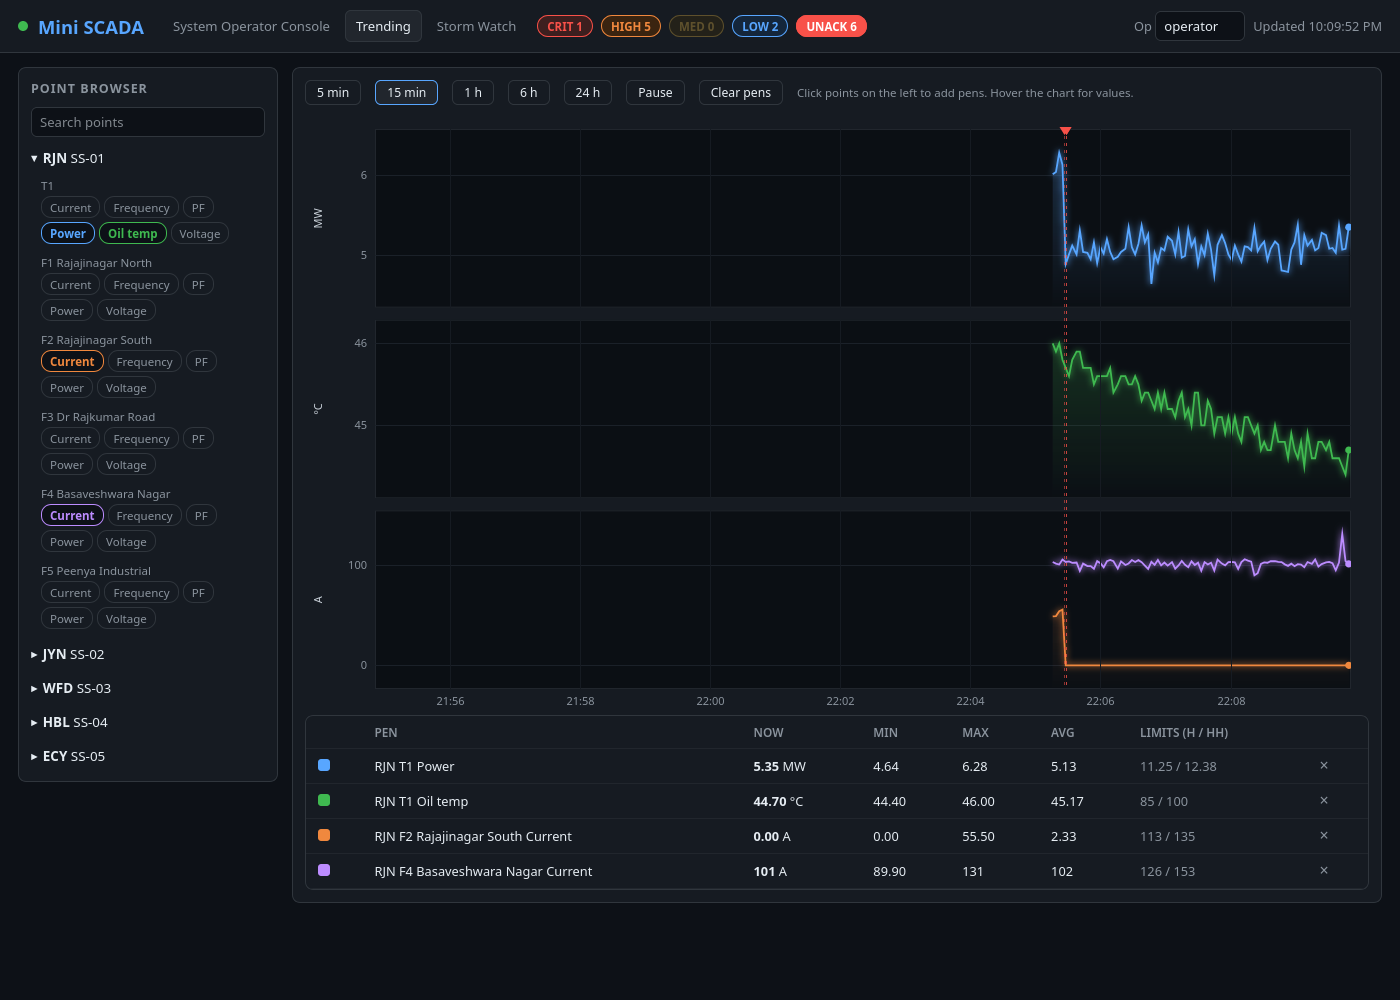 Mini SCADA System Operator Console Trending Storm Watch CRIT 1 HIGH 5 MED 0 LOW 2 UNACK 6 Op operator Updated 10:09:52 PM
POINT BROWSER
Search points
▾ RJN SS-01
T1
Current Frequency PF
Power Oil temp Voltage
F1 Rajajinagar North
Current Frequency PF
Power Voltage
F2 Rajajinagar South
Current Frequency PF
Power Voltage
F3 Dr Rajkumar Road
Current Frequency PF
Power Voltage
F4 Basaveshwara Nagar
Current Frequency PF
Power Voltage
F5 Peenya Industrial
Current Frequency PF
Power Voltage
▸ JYN SS-02
▸ WFD SS-03
▸ HBL SS-04
▸ ECY SS-05
5 min 15 min 1 h 6 h 24 h Pause Clear pens Click points on the left to add pens. Hover the chart for values.
MW
6
5
°C
46
45
A
100
0
21:56 21:58 22:00 22:02 22:04 22:06 22:08
PEN NOW MIN MAX AVG LIMITS (H / HH)
RJN T1 Power 5.35 MW 4.64 6.28 5.13 11.25 / 12.38 ×
RJN T1 Oil temp 44.70 °C 44.40 46.00 45.17 85 / 100 ×
RJN F2 Rajajinagar South Current 0.00 A 0.00 55.50 2.33 113 / 135 ×
RJN F4 Basaveshwara Nagar Current 101 A 89.90 131 102 126 / 153 ×